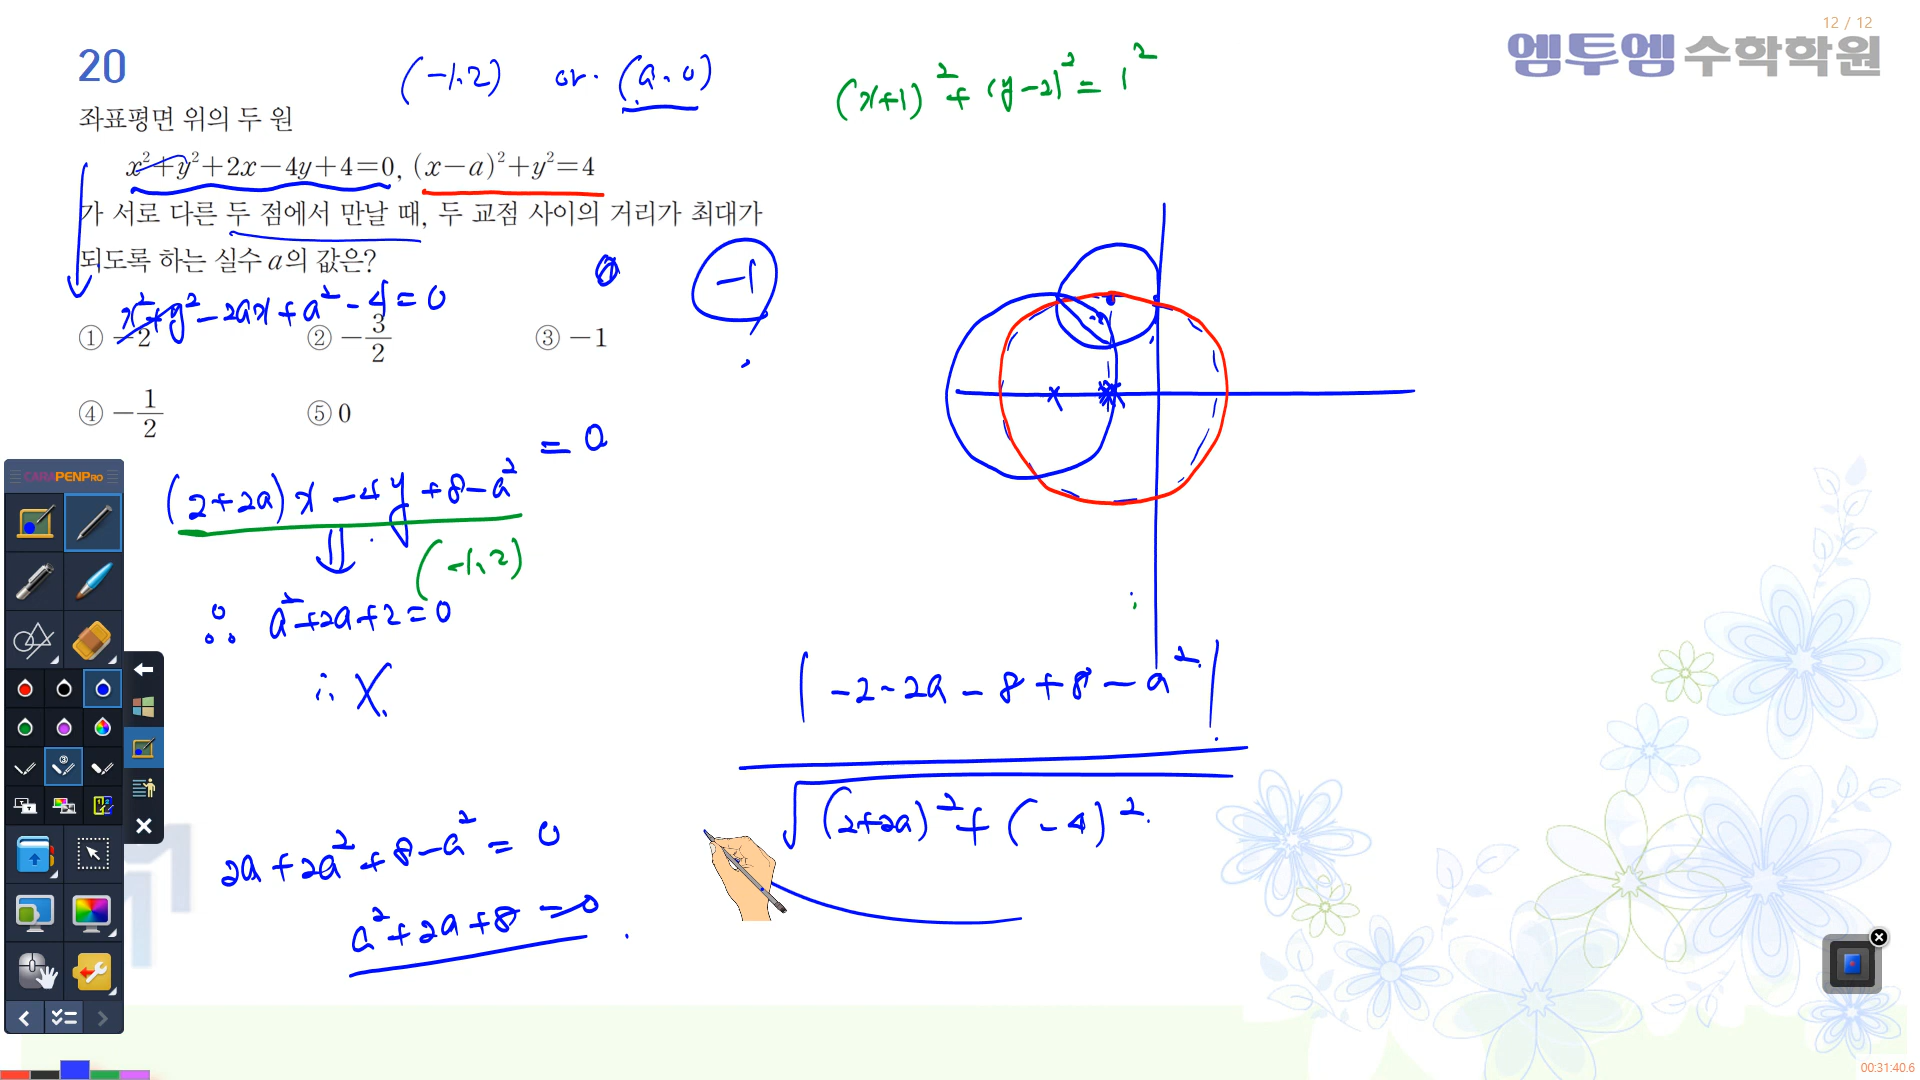 12 / 12
엠투엠 수학학원
20
(-1, 2) or. (a, 0)
(x+1)² + (y-2)² = 1²
좌표평면 위의 두 원
x²+y²+2x-4y+4=0, (x-a)²+y²=4
가 서로 다른 두 점에서 만날 때, 두 교점 사이의 거리가 최대가
되도록 하는 실수 a의 값은?
-1
x²+y²-2ax+a²-4=0
① -2 ② -3/2 ③ -1
④ -1/2 ⑤ 0
(2+2a)x-4y+8-a² = 0
(-1, 2)
∴ a²+2a+2=0
∴ X.
|-2-2a-8+8-a²|
√(2+2a)²+(-4)²
2a+2a²+8-a² = 0
a²+2a+8=0
CARAPENPRO
00:31:40.6